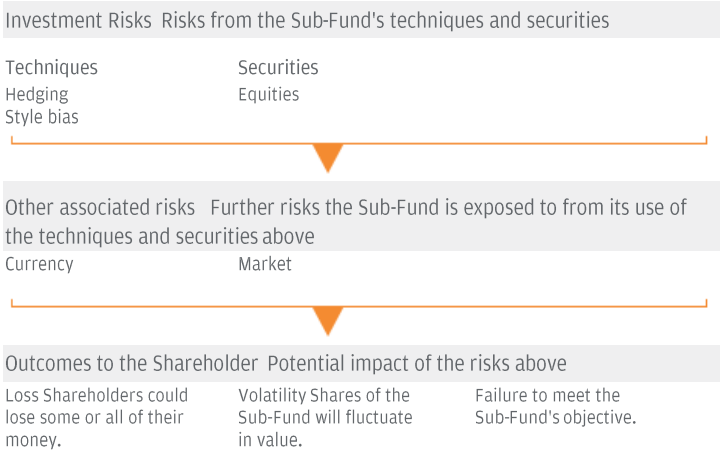 Investment Risks Risks from the Sub-Fund's techniques and securities
Techniques Securities
Hedging Equities
Style bias
Other associated risks Further risks the Sub-Fund is exposed to from its use of
the techniques and securities above
Currency Market
Outcomes to the Shareholder Potential impact of the risks above
Loss Shareholders could
lose some or all of their
money.
Volatility Shares of the
Sub-Fund will fluctuate
in value.
Failure to meet the
Sub-Fund's objective.